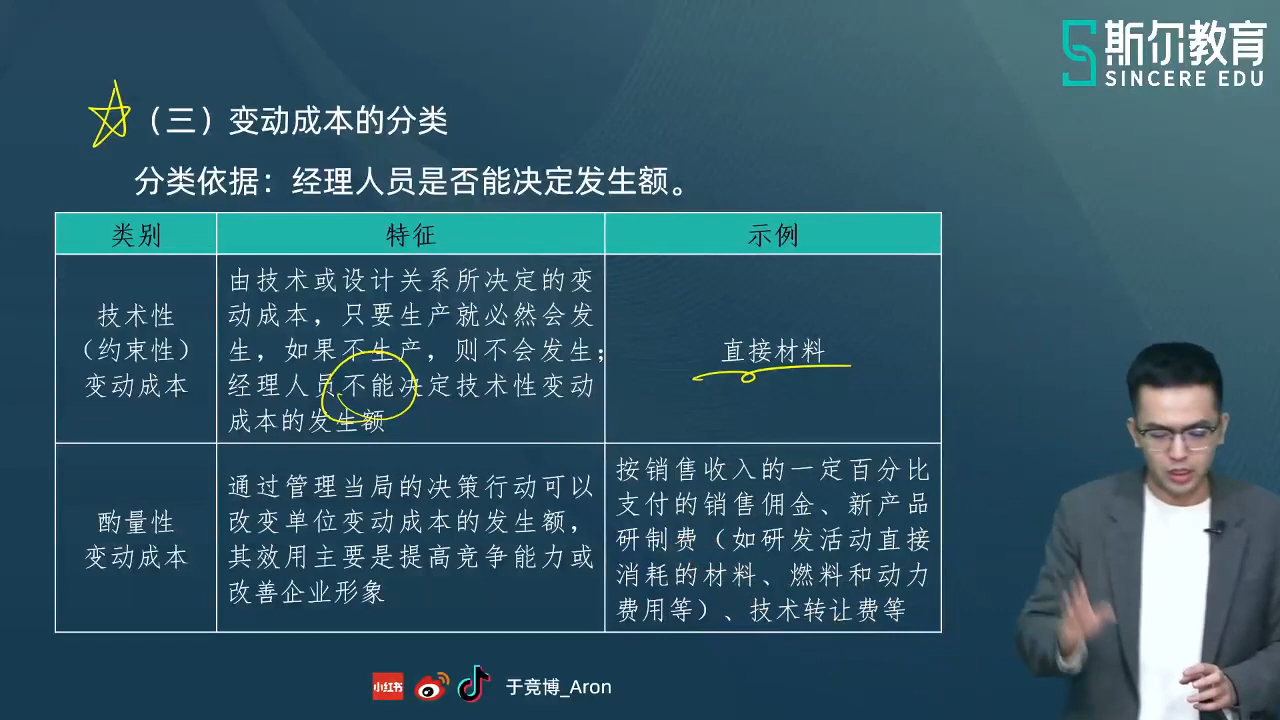 斯尔教育
SINCERE EDU
（三）变动成本的分类
分类依据：经理人员是否能决定发生额。
类别
特征
示例
技术性
（约束性）
变动成本
由技术或设计关系所决定的变
动成本，只要生产就必然会发
生，如果不生产，则不会发生；
经理人员不能决定技术性变动
成本的发生额
直接材料
酌量性
变动成本
通过管理当局的决策行动可以
改变单位变动成本的发生额，
其效用主要是提高竞争能力或
改善企业形象
按销售收入的一定百分比
支付的销售佣金、新产品
研制费（如研发活动直接
消耗的材料、燃料和动力
费用等）、技术转让费等
小红书
于竞博_Aron